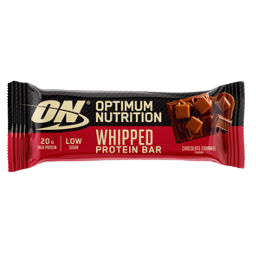 ON
OPTIMUM
NUTRITION
WHIPPED
PROTEIN BAR
20g
HIGH PROTEIN
LOW
SUGAR
CHOCOLATE CARAMEL